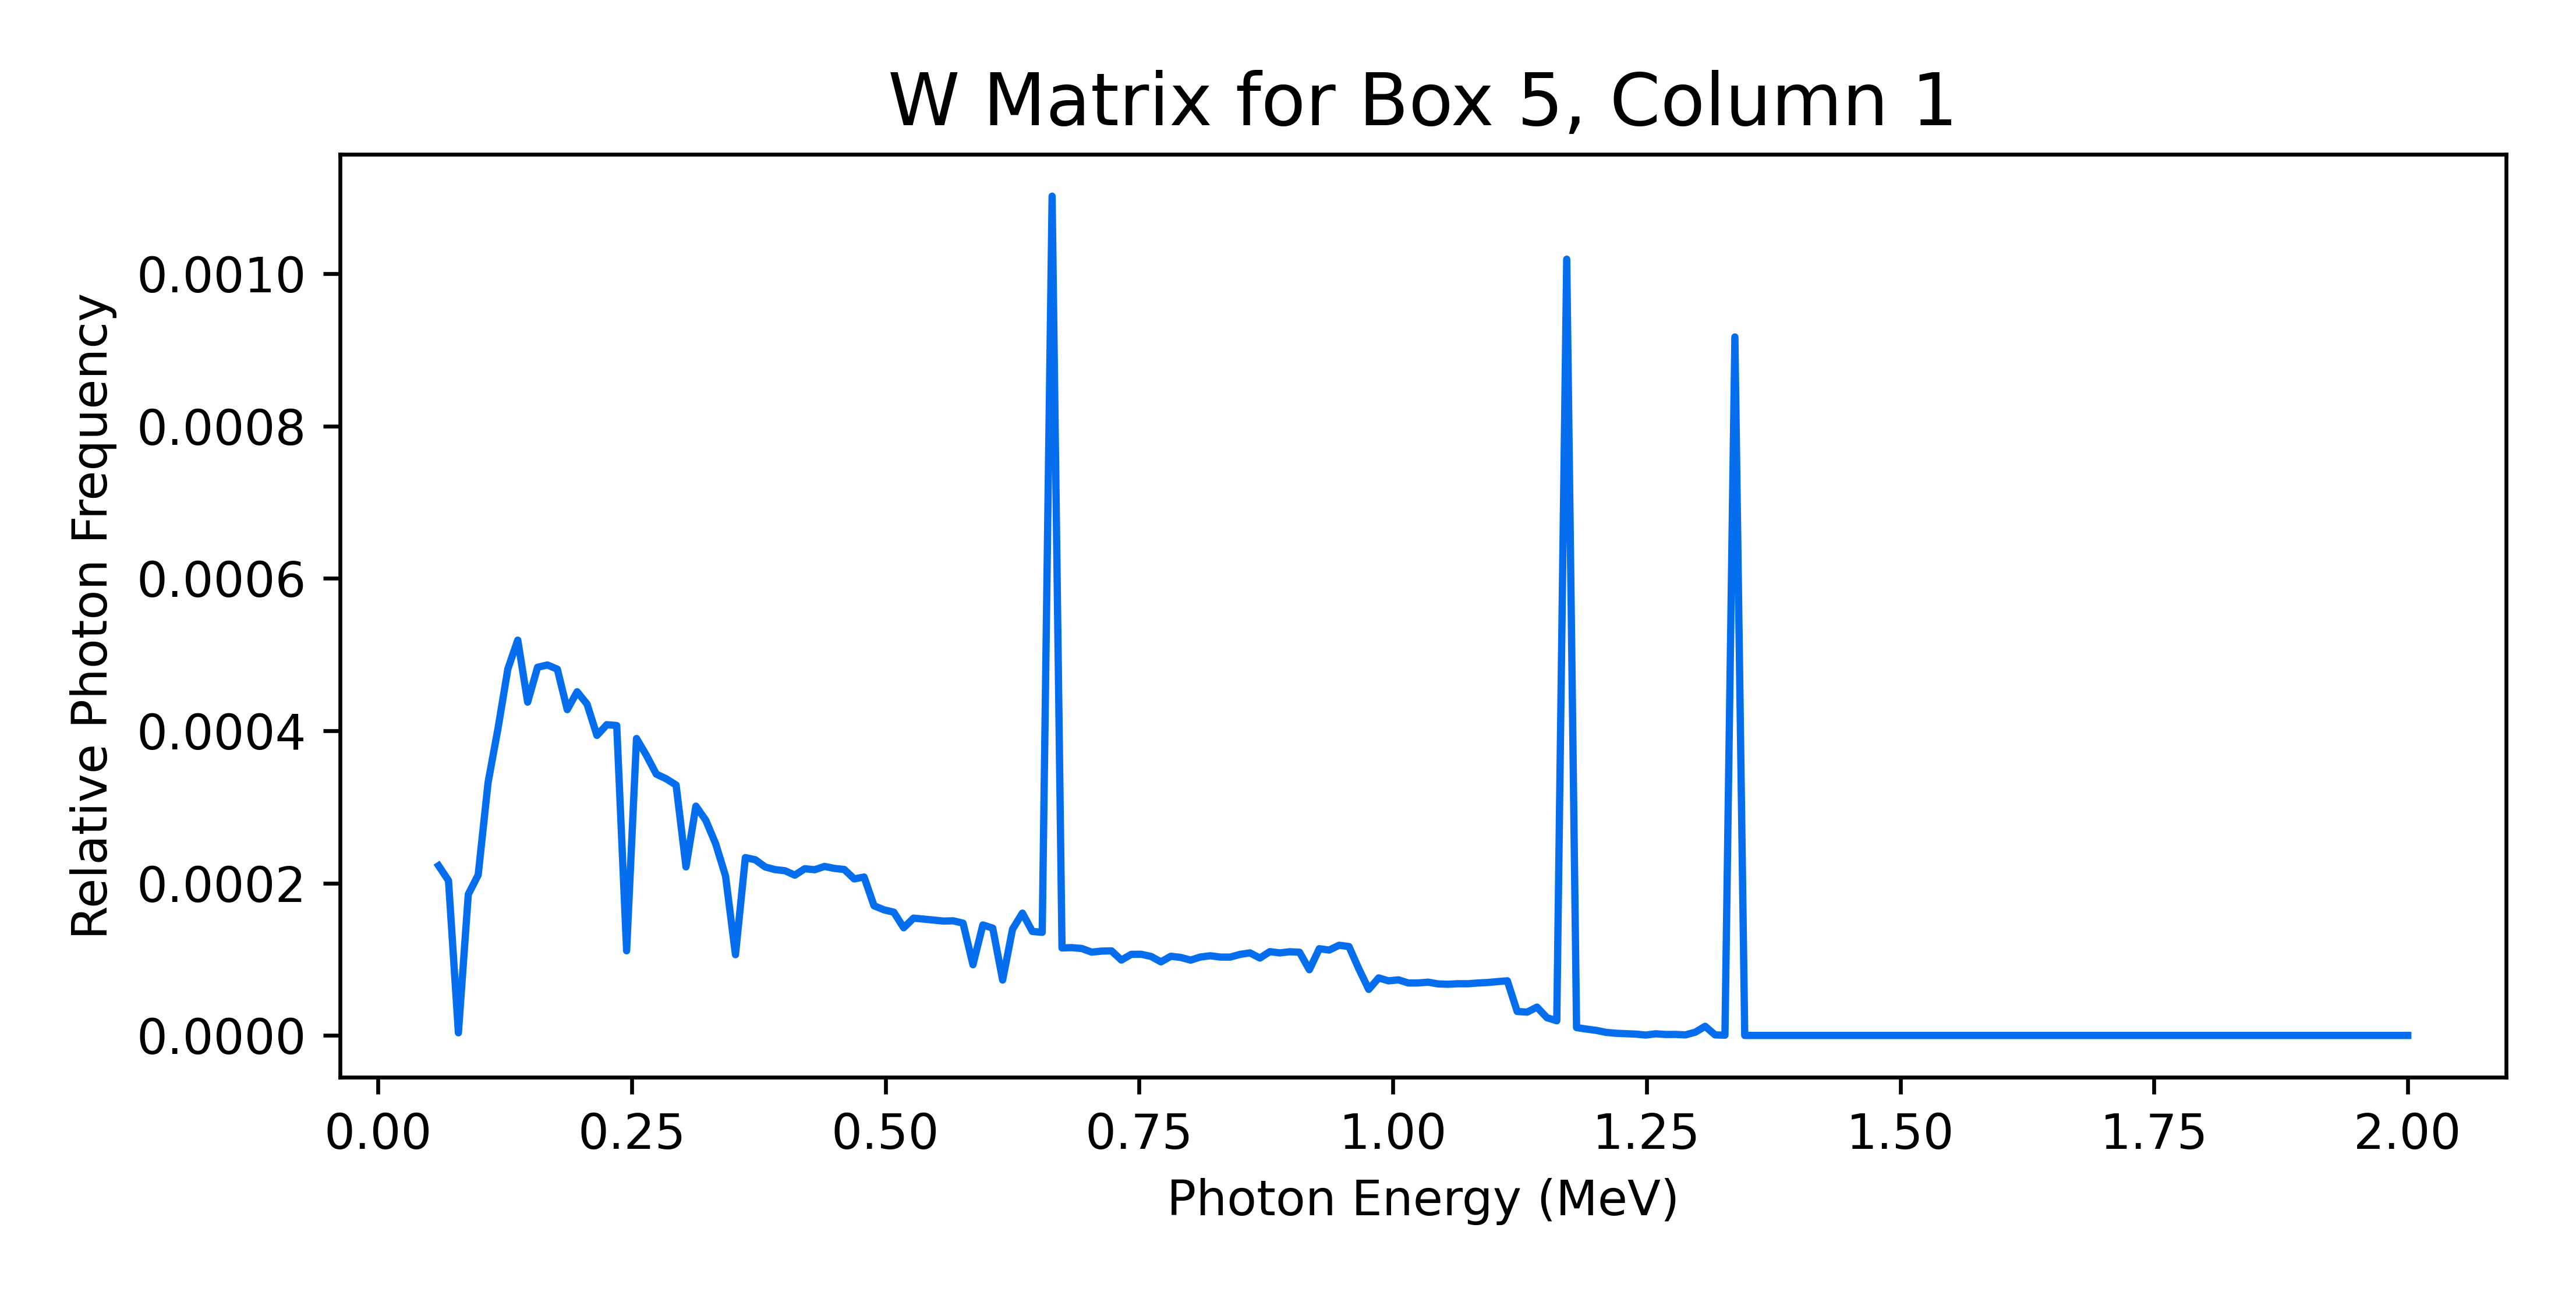 W Matrix for Box 5, Column 1
Relative Photon Frequency
0.0010
0.0008
0.0006
0.0004
0.0002
0.0000
0.00 0.25 0.50 0.75 1.00 1.25 1.50 1.75 2.00
Photon Energy (MeV)